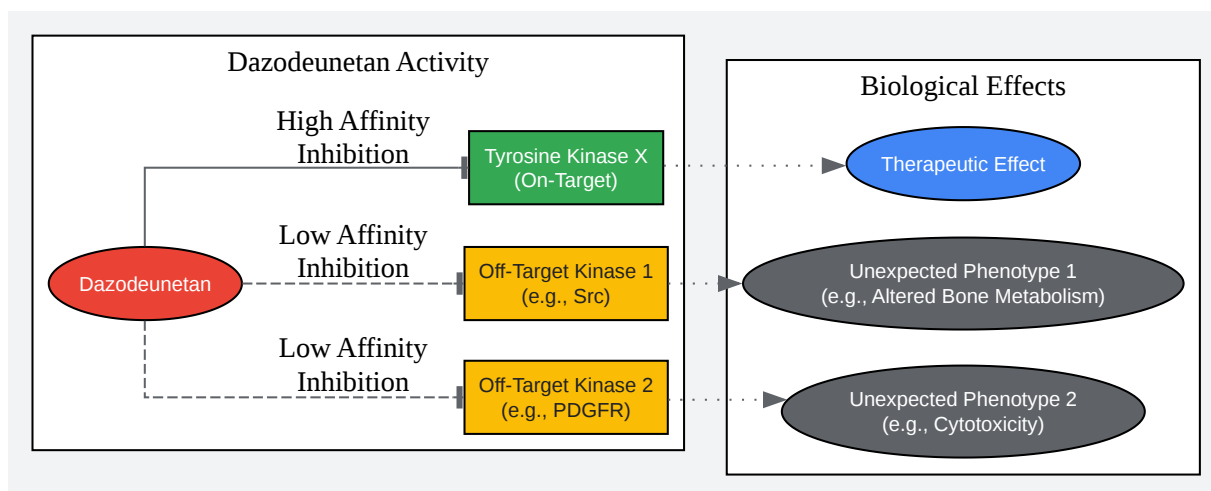 Dazodeunetan Activity
High Affinity
Inhibition
Tyrosine Kinase X
(On-Target)
Low Affinity
Inhibition
Dazodeunetan
Off-Target Kinase 1
(e.g., Src)
Low Affinity
Inhibition
Off-Target Kinase 2
(e.g., PDGFR)
Biological Effects
Therapeutic Effect
Unexpected Phenotype 1
(e.g., Altered Bone Metabolism)
Unexpected Phenotype 2
(e.g., Cytotoxicity)